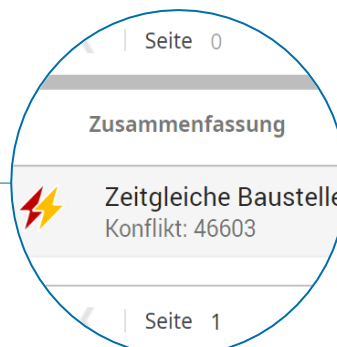 Seite 0
Zusammenfassung
Zeitgleiche Baustelle
Konflikt: 46603
Seite 1